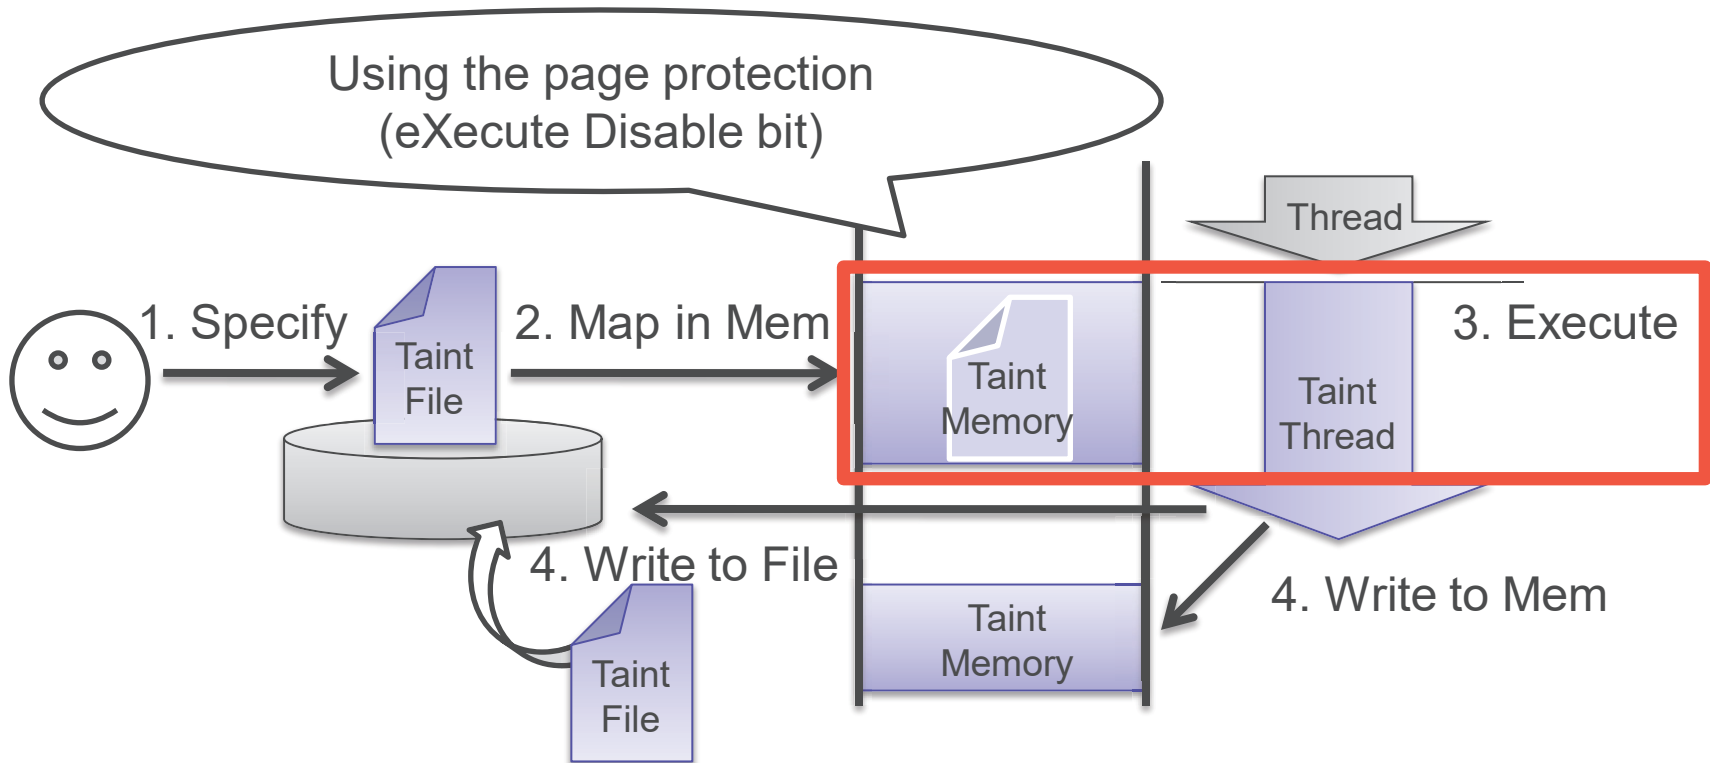 Using the page protection
(eXecute Disable bit)
Thread
1. Specify
2. Map in Mem
3. Execute
Taint
File
Taint
Memory
Taint
Thread
4. Write to File
4. Write to Mem
Taint
Memory
Taint
File